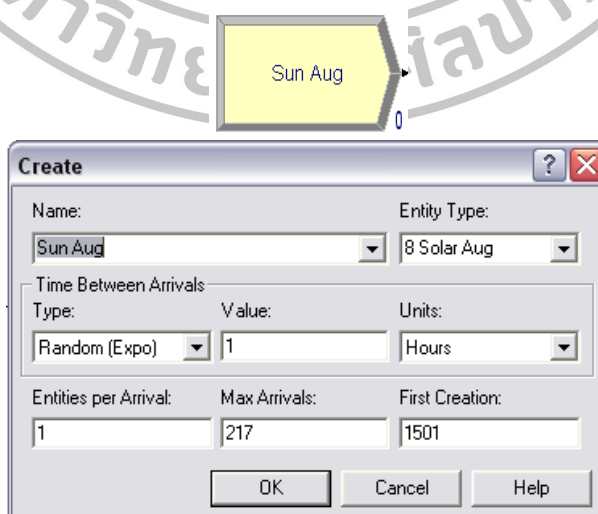 Sun Aug
0
Create
Name: Entity Type:
Sun Aug 8 Solar Aug
Time Between Arrivals
Type: Value: Units:
Random (Expo) 1 Hours
Entities per Arrival: Max Arrivals: First Creation:
1 217 1501
OK Cancel Help